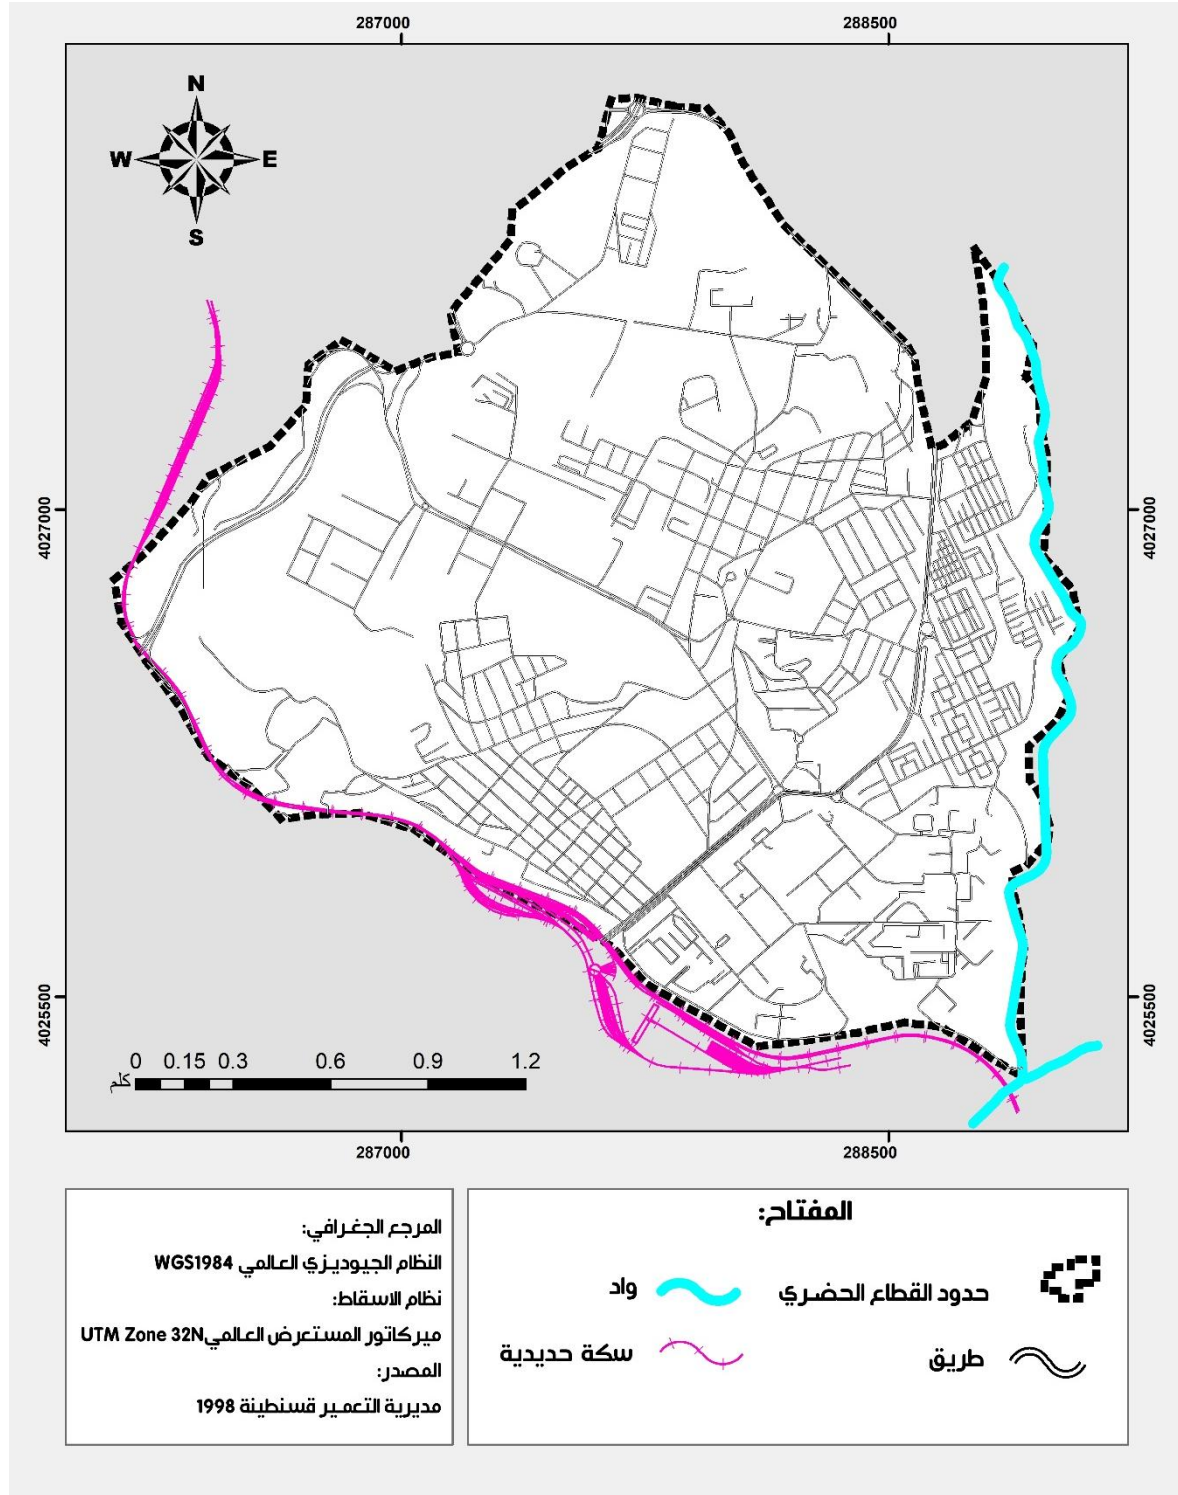 287000 288500
N
W E
S
4027000 4027000
4025500 4025500
0 0.15 0.3 0.6 0.9 1.2
كلم
287000 288500
المفتاح:
حدود القطاع الحضري
واد
طريق
سكة حديدية
المرجع الجغرافي:
النظام الجيوديزي العالمي WGS1984
نظام الاسقاط:
ميركاتور المستعرض العالمي UTM Zone 32N
المصدر:
مديرية التعمير قسنطينة 1998